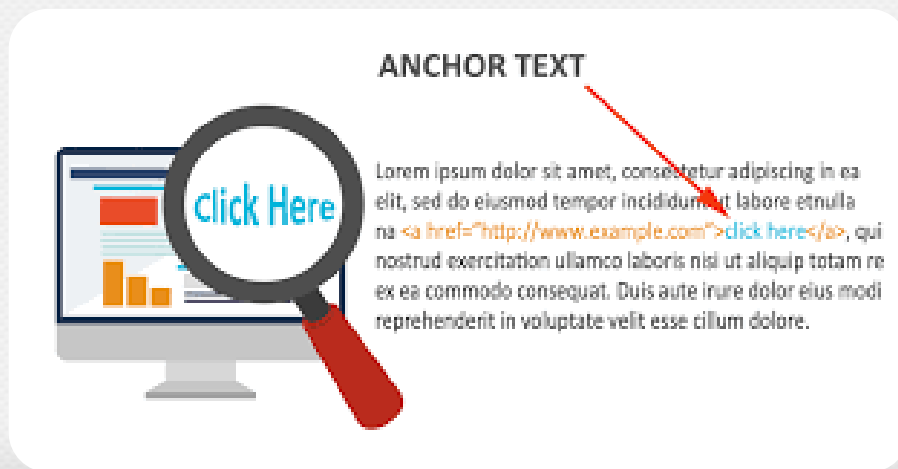 ANCHOR TEXT
Click Here
Lorem ipsum dolor sit amet, consectetur adipiscing in ea
elit, sed do eiusmod tempor incididunt ut labore etnulla
na <a href="http://www.example.com">click here</a>, qui
nostrud exercitation ullamco laboris nisi ut aliquip totam re
ex ea commodo consequat. Duis aute irure dolor eius modi
reprehenderit in voluptate velit esse cillum dolore.